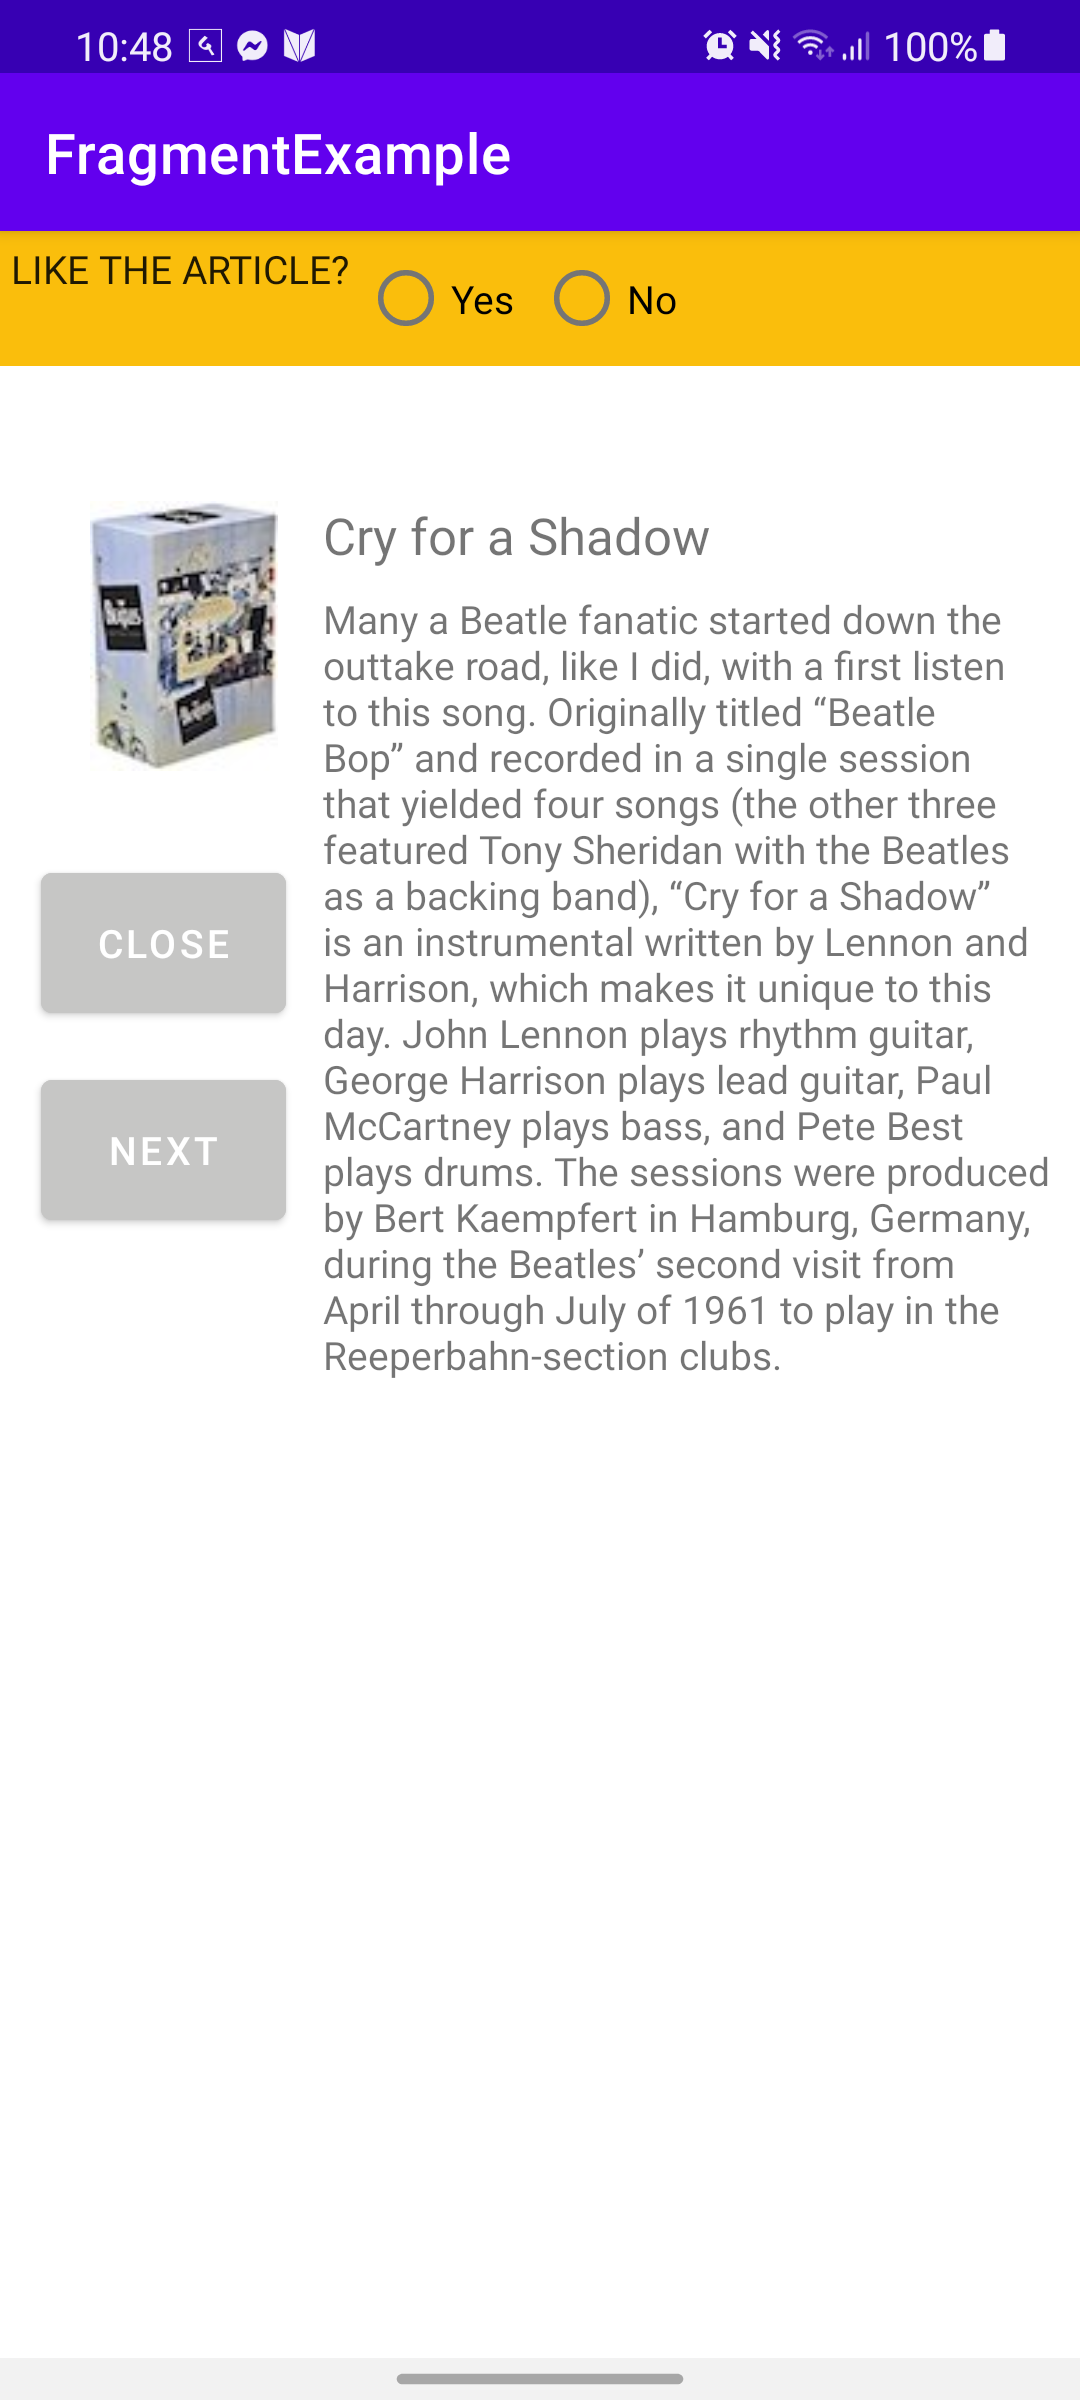 10:48
100%
FragmentExample
LIKE THE ARTICLE?
Yes
No
Cry for a Shadow
Many a Beatle fanatic started down the
outtake road, like I did, with a first listen
to this song. Originally titled “Beatle
Bop” and recorded in a single session
that yielded four songs (the other three
featured Tony Sheridan with the Beatles
as a backing band), “Cry for a Shadow”
is an instrumental written by Lennon and
Harrison, which makes it unique to this
day. John Lennon plays rhythm guitar,
George Harrison plays lead guitar, Paul
McCartney plays bass, and Pete Best
plays drums. The sessions were produced
by Bert Kaempfert in Hamburg, Germany,
during the Beatles’ second visit from
April through July of 1961 to play in the
Reeperbahn-section clubs.
CLOSE
NEXT